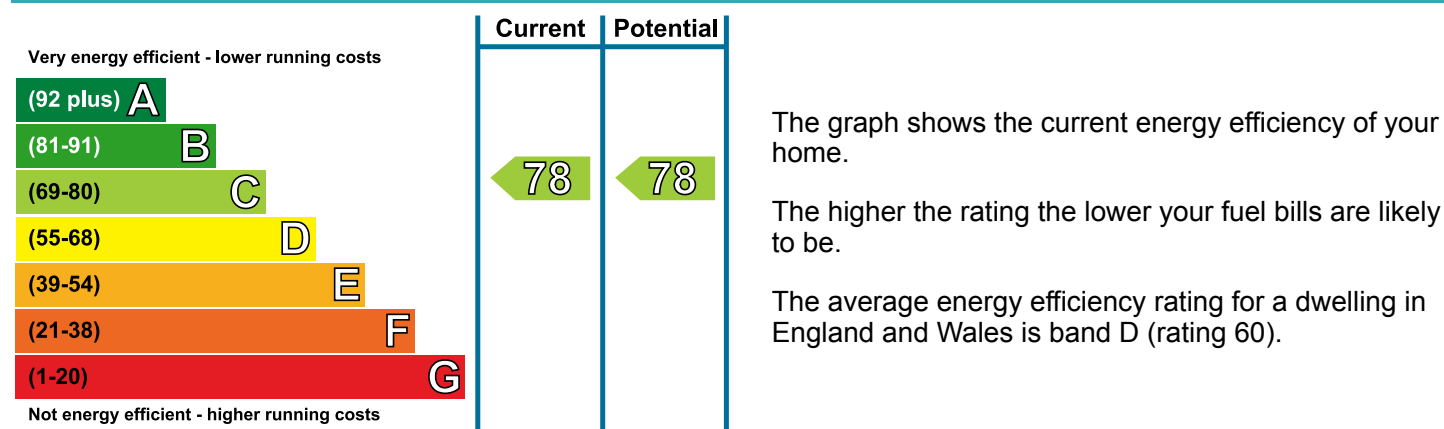 Current Potential
Very energy efficient - lower running costs
(92 plus) A
(81-91) B
(69-80) C
(55-68) D
(39-54) E
(21-38) F
(1-20) G
Not energy efficient - higher running costs
78 78
The graph shows the current energy efficiency of your
home.
The higher the rating the lower your fuel bills are likely
to be.
The average energy efficiency rating for a dwelling in
England and Wales is band D (rating 60).